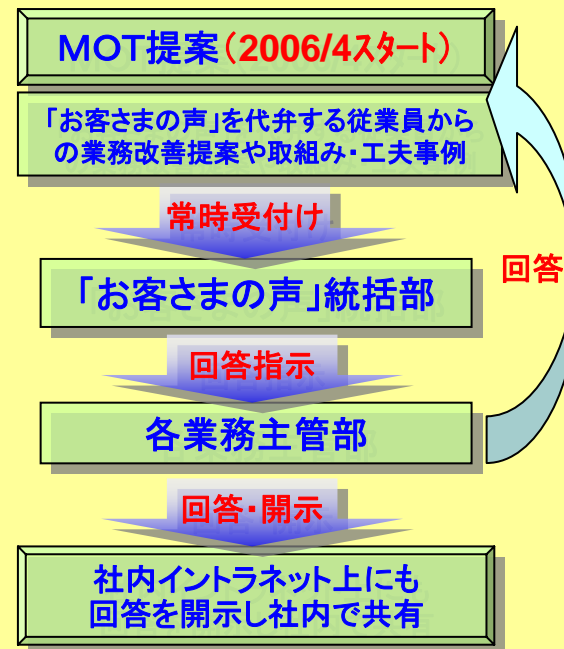 MOT提案(2006/4スタート)
「お客さまの声」を代弁する従業員から
の業務改善提案や取組み・工夫事例
常時受付け
「お客さまの声」統括部
回答
回答指示
各業務主管部
回答・開示
社内イントラネット上にも
回答を開示し社内で共有